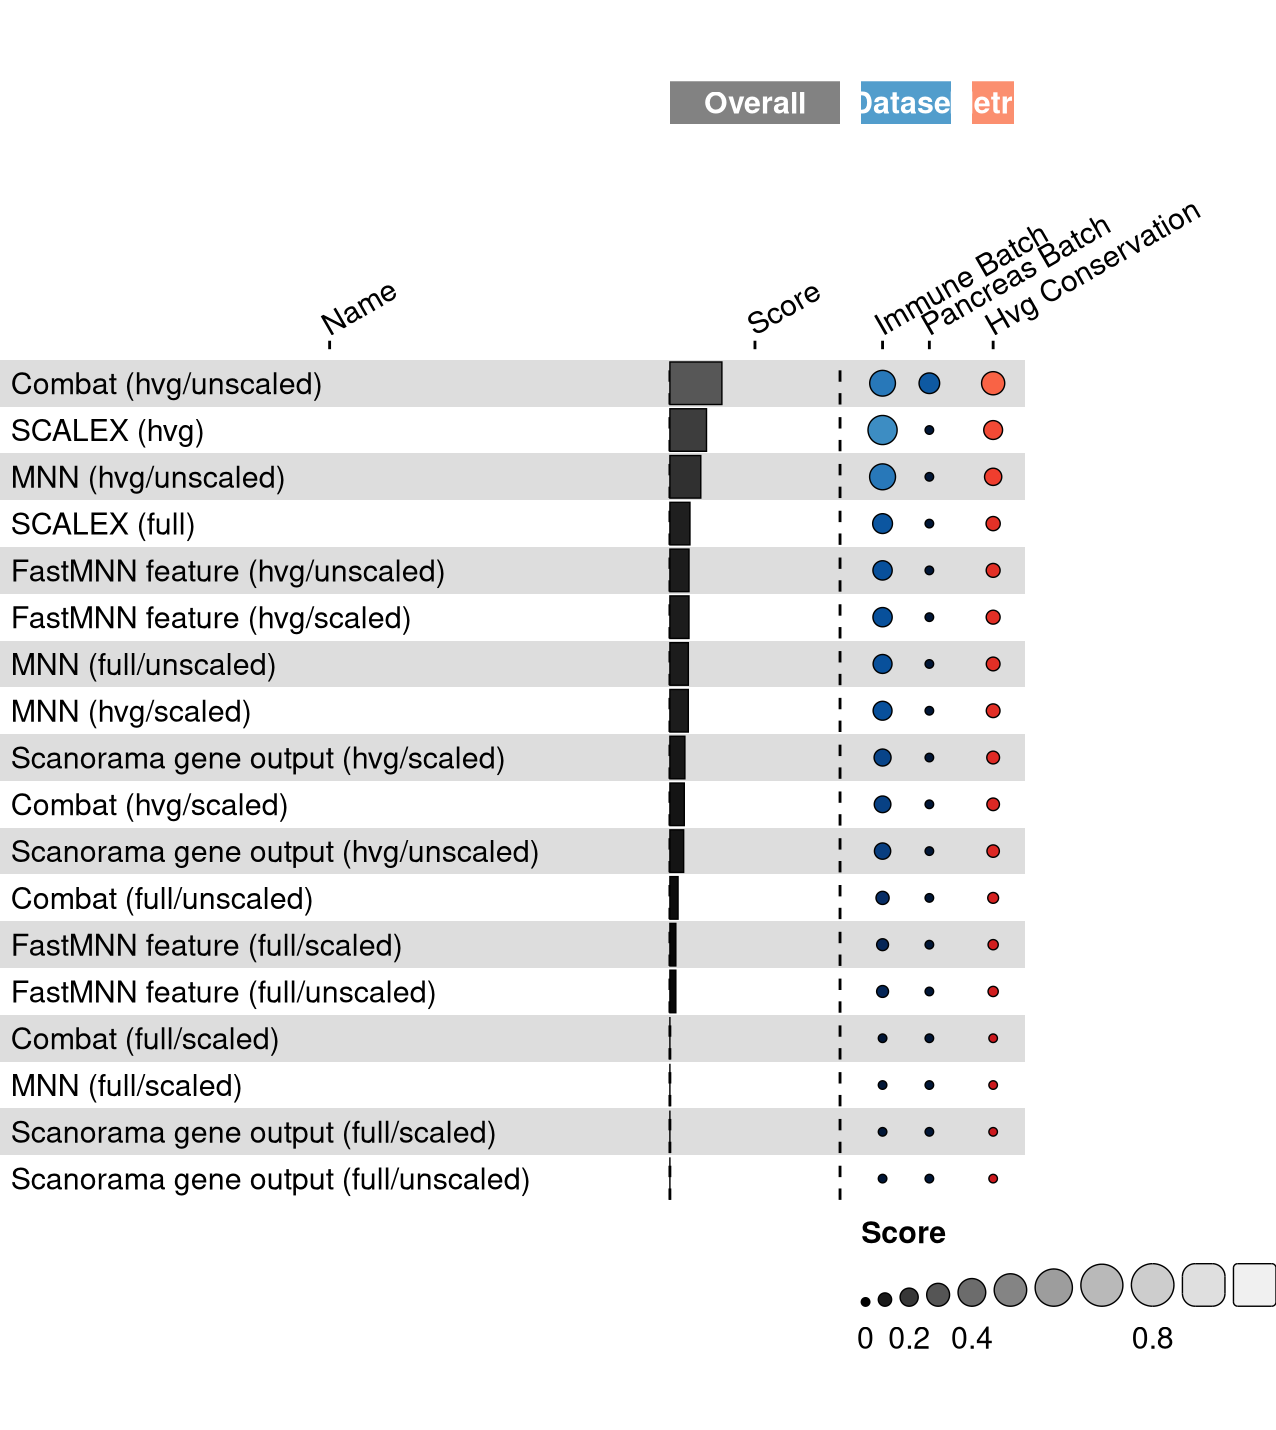 Overall
Datase
etr
Name
Score
Immune Batch
Pancreas Batch
Hvg Conservation
Combat (hvg/unscaled)
SCALEX (hvg)
MNN (hvg/unscaled)
SCALEX (full)
FastMNN feature (hvg/unscaled)
FastMNN feature (hvg/scaled)
MNN (full/unscaled)
MNN (hvg/scaled)
Scanorama gene output (hvg/scaled)
Combat (hvg/scaled)
Scanorama gene output (hvg/unscaled)
Combat (full/unscaled)
FastMNN feature (full/scaled)
FastMNN feature (full/unscaled)
Combat (full/scaled)
MNN (full/scaled)
Scanorama gene output (full/scaled)
Scanorama gene output (full/unscaled)
Score
0 0.2 0.4 0.8